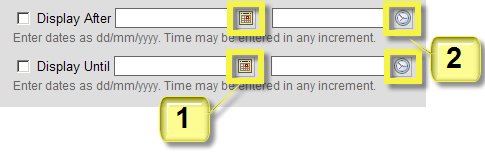 Display After
Enter dates as dd/mm/yyyy. Time may be entered in any increment.
2
Display Until
Enter dates as dd/mm/yyyy. Time may be entered in any increment.
1